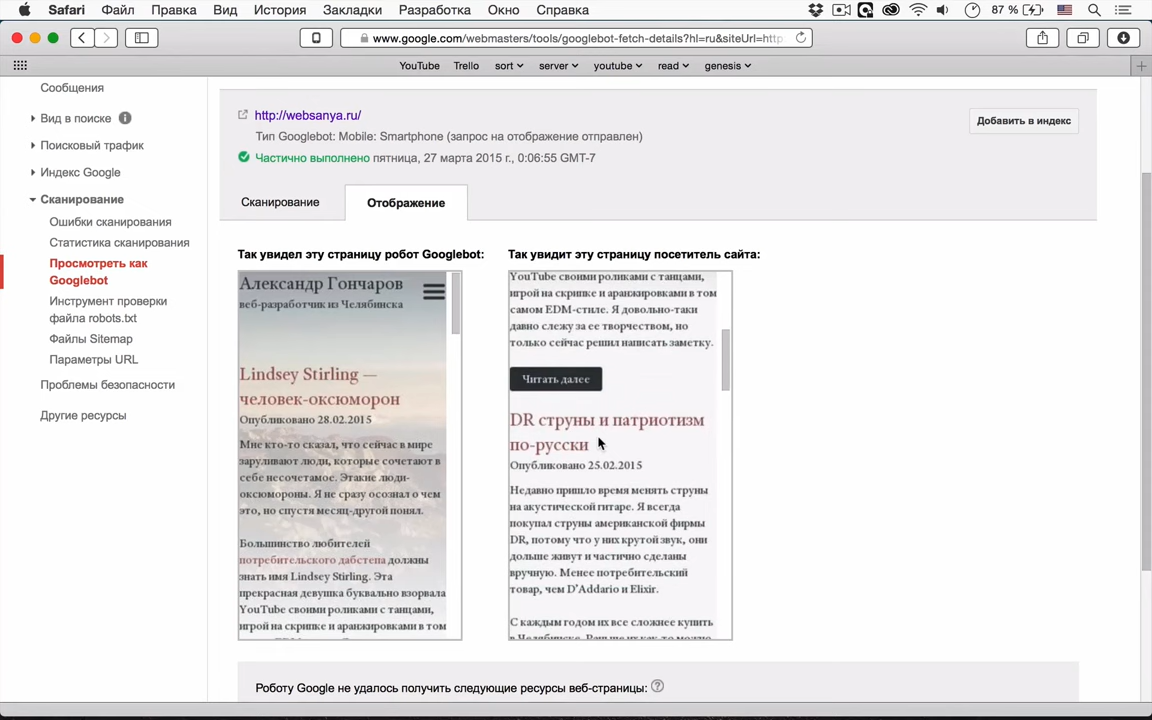 Safari Файл Правка Вид История Закладки Разработка Окно Справка 87 %
www.google.com/webmasters/tools/googlebot-fetch-details?hl=ru&siteUrl=http
YouTube Trello sort server youtube read genesis
Сообщения
Вид в поиске
Поисковый трафик
Индекс Google
Сканирование
Ошибки сканирования
Статистика сканирования
Просмотреть как
Googlebot
Инструмент проверки
файла robots.txt
Файлы Sitemap
Параметры URL
Проблемы безопасности
Другие ресурсы
http://websanya.ru/
Тип Googlebot: Mobile: Smartphone (запрос на отображение отправлен)
Частично выполнено пятница, 27 марта 2015 г., 0:06:55 GMT-7
Добавить в индекс
Сканирование Отображение
Так увидел эту страницу робот Googlebot:
Александр Гончаров
веб-разработчик из Челябинска
Lindsey Stirling —
человек-оксюморон
Опубликовано 28.02.2015
Мне кто-то сказал, что сейчас в мире
заруливают люди, которые сочетают в
себе несочетамое. Этакие люди-
оксюмороны. Я не сразу осознал о чем
это, но спустя месяц-другой понял.
Большинство любителей
потребительского дабстепа должны
знать имя Lindsey Stirling. Эта
прекрасная девушка буквально взорвала
YouTube своими роликами с танцами,
игрой на скрипке и аранжировками в том
Так увидит эту страницу посетитель сайта:
YouTube своими роликами с танцами,
игрой на скрипке и аранжировками в том
самом EDM-стиле. Я довольно-таки
давно слежу за ее творчеством, но
только сейчас решил написать заметку.
Читать далее
DR струны и патриотизм
по-русски
Опубликовано 25.02.2015
Недавно пришло время менять струны
на акустической гитаре. Я всегда
покупал струны американской фирмы
DR, потому что у них крутой звук, они
дольше живут и частично сделаны
вручную. Менее потребительский
товар, чем D'Addario и Elixir.
С каждым годом их все сложнее купить
в Челябинске. Раньше их как-то можно
Роботу Google не удалось получить следующие ресурсы веб-страницы: